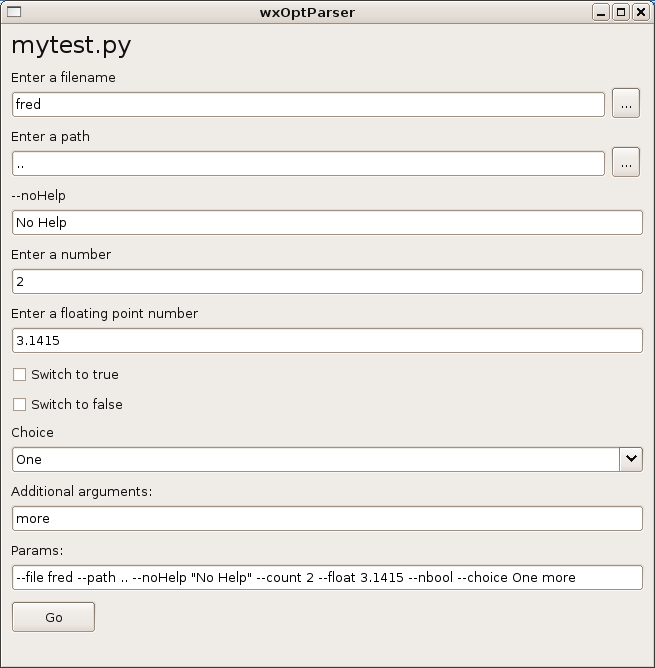 wxOptParser
mytest.py
Enter a filename
fred
...
Enter a path
..
...
--noHelp
No Help
Enter a number
2
Enter a floating point number
3.1415
Switch to true
Switch to false
Choice
One
Additional arguments:
more
Params:
--file fred --path .. --noHelp "No Help" --count 2 --float 3.1415 --nbool --choice One more
Go